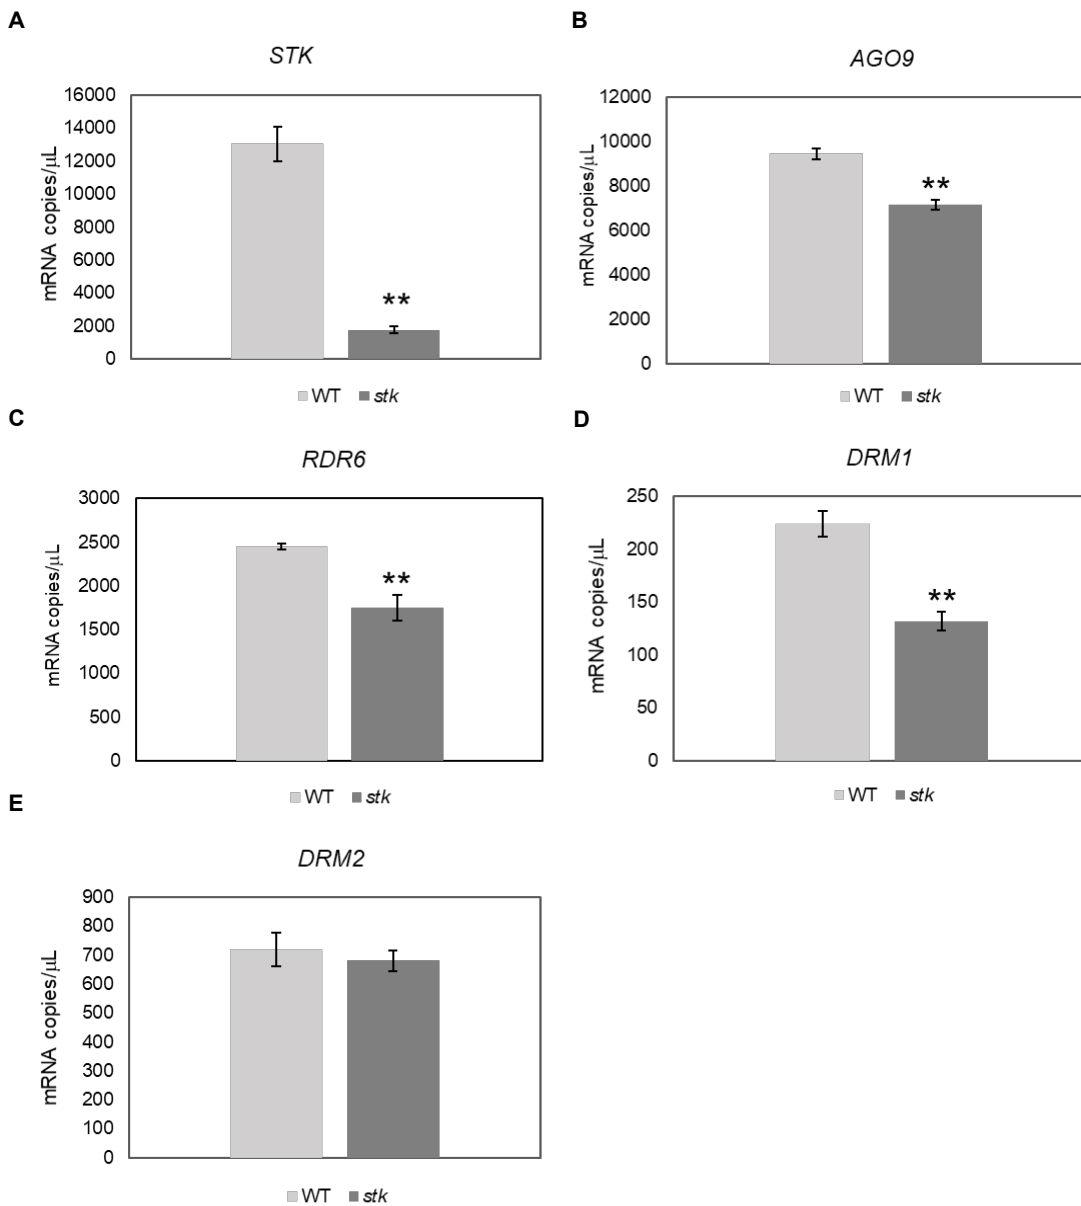 A
STK
mRNA copies/µL
16000
14000
12000
10000
8000
6000
4000
2000
0
**
WT stk
B
AGO9
mRNA copies/µL
12000
10000
8000
6000
4000
2000
0
**
WT stk
C
RDR6
mRNA copies/µL
3000
2500
2000
1500
1000
500
0
**
WT stk
D
DRM1
mRNA copies/µL
250
200
150
100
50
0
**
WT stk
E
DRM2
mRNA copies/µL
900
800
700
600
500
400
300
200
100
0
WT stk